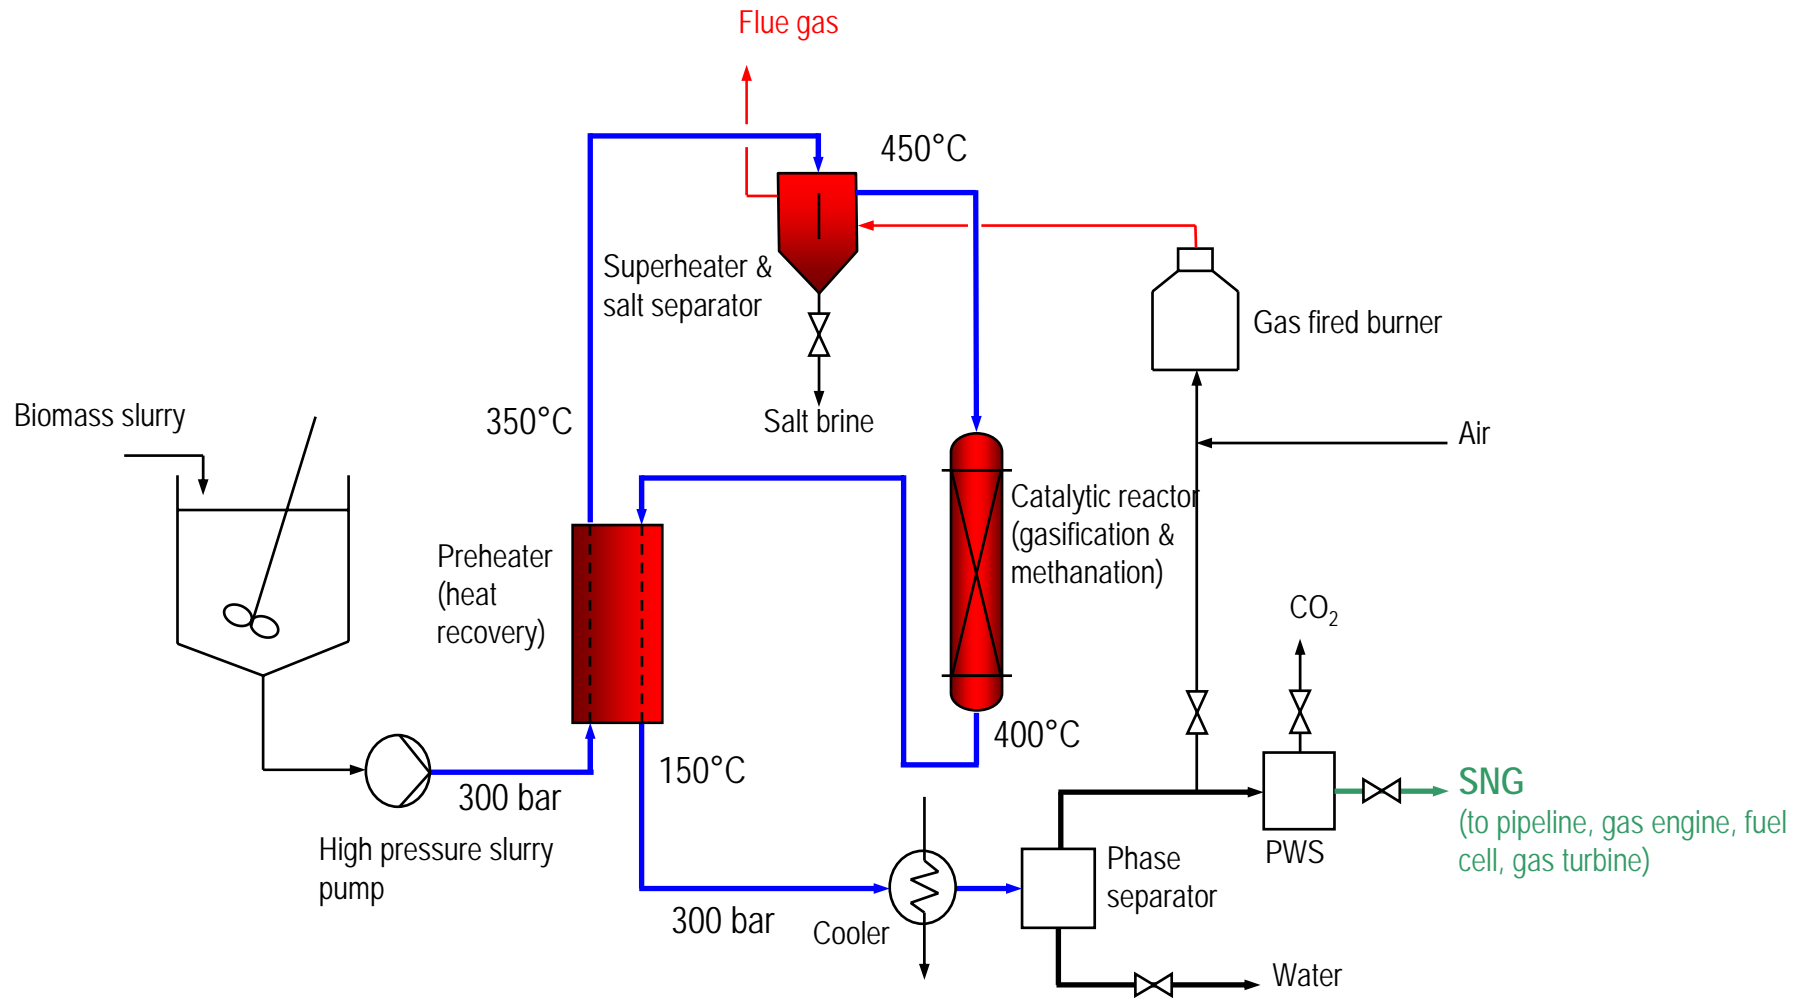 Flue gas
450°C
Superheater &
salt separator
Gas fired burner
Biomass slurry
350°C
Salt brine
Air
Catalytic reactor
(gasification &
methanation)
Preheater
(heat
recovery)
CO₂
400°C
150°C
300 bar
SNG
(to pipeline, gas engine, fuel
cell, gas turbine)
High pressure slurry
pump
PWS
Phase
separator
300 bar
Cooler
Water